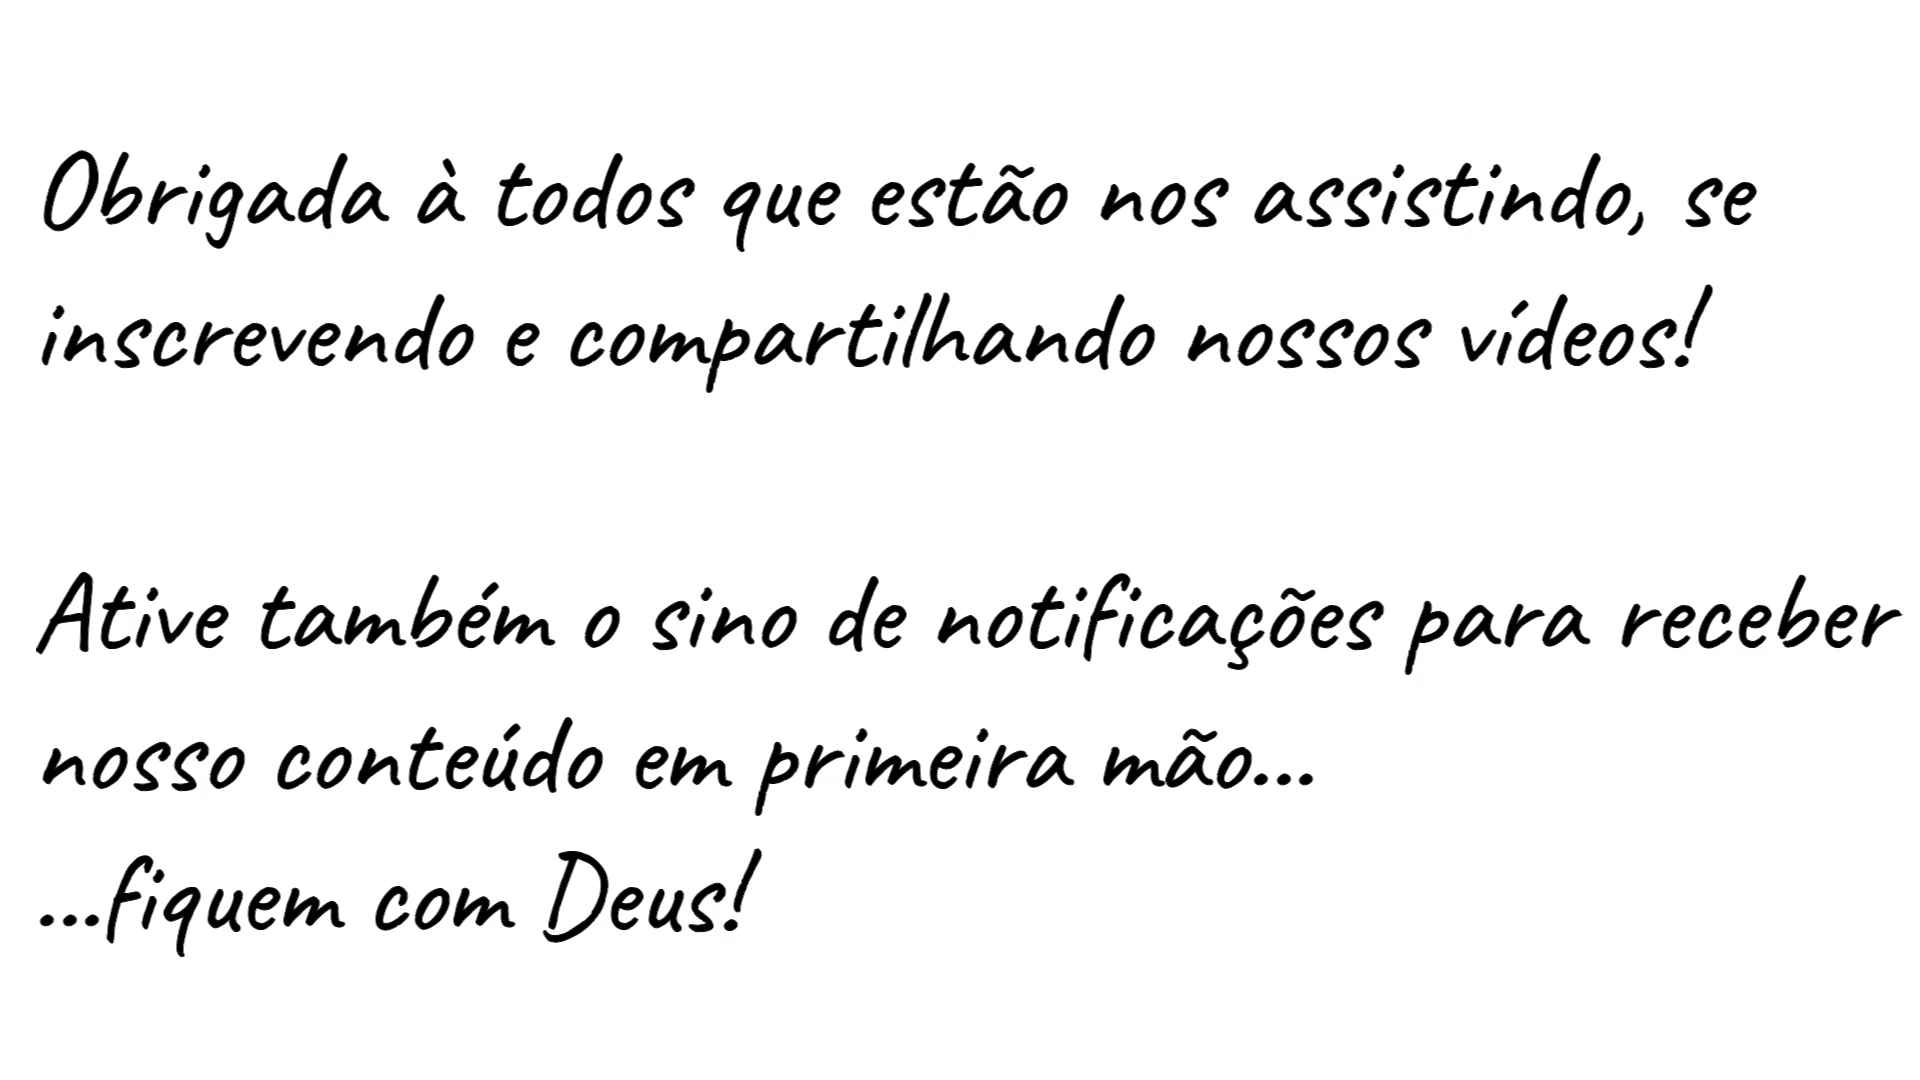 Obrigada à todos que estão nos assistindo, se
inscrevendo e compartilhando nossos vídeos!
Ative também o sino de notificações para receber
nosso conteúdo em primeira mão...
...fiquem com Deus!